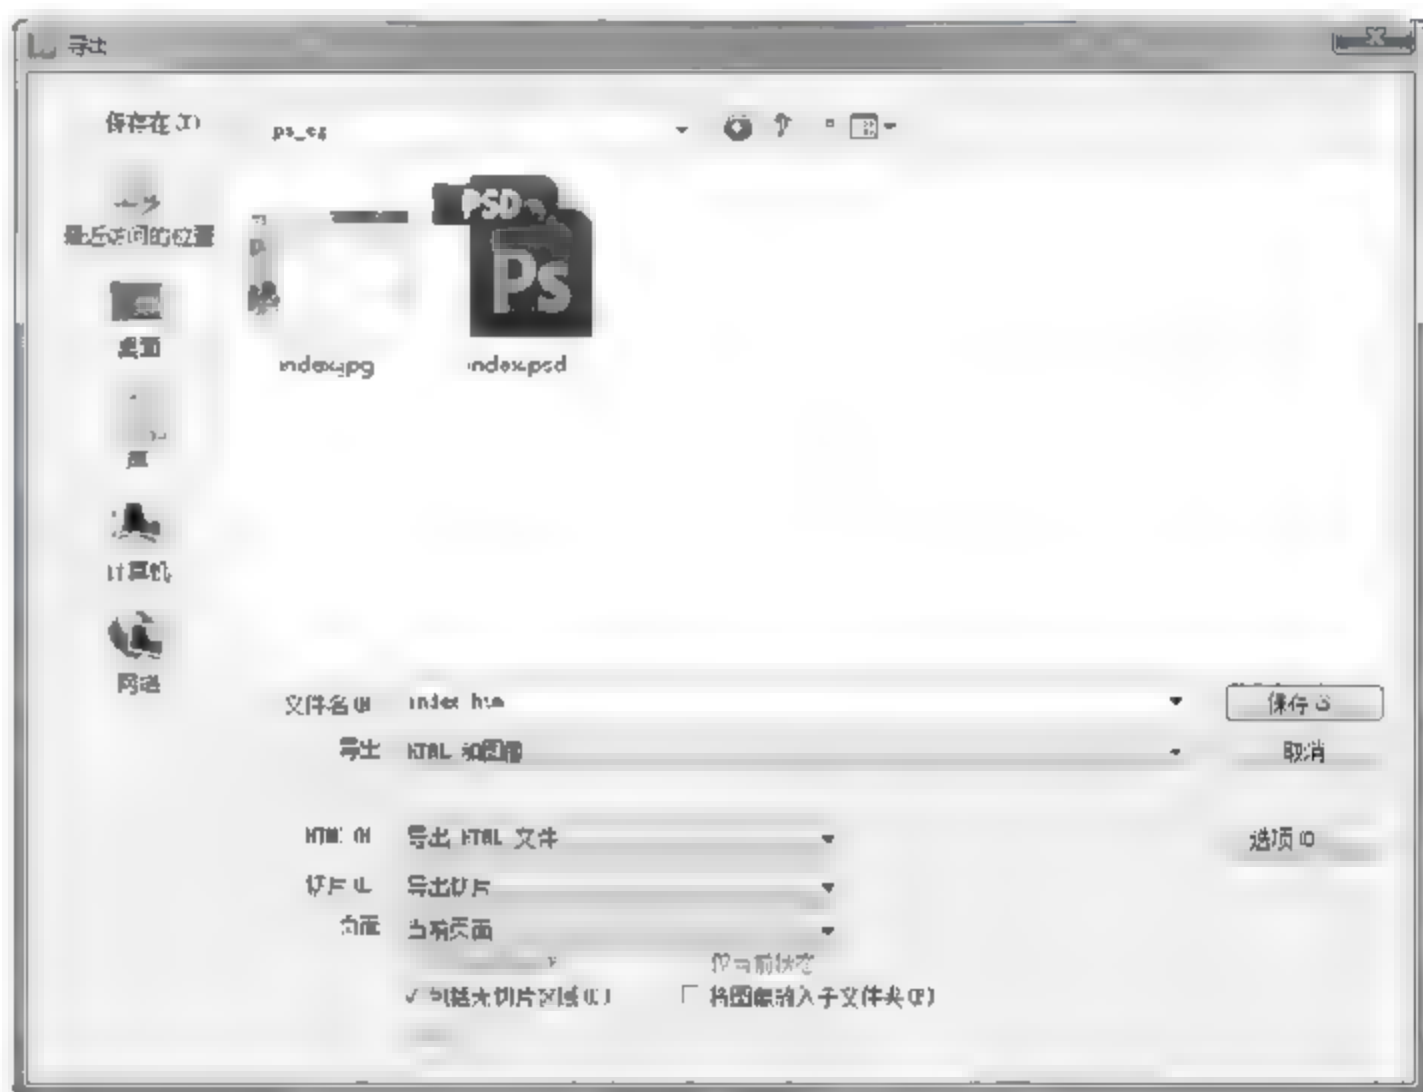 导出
保存在(I)
ps_eg
最近访问的位置
PSD
Ps
index.jpg
index.psd
桌面
库
计算机
网络
文件名(N)
index.htm
保存(S)
导出
HTML 和图像
取消
HTML(H)
导出 HTML 文件
选项(O)
切片(L)
导出切片
页面
当前页面
仅当前状态
包括无切片区域(I)
将图像放入子文件夹(P)